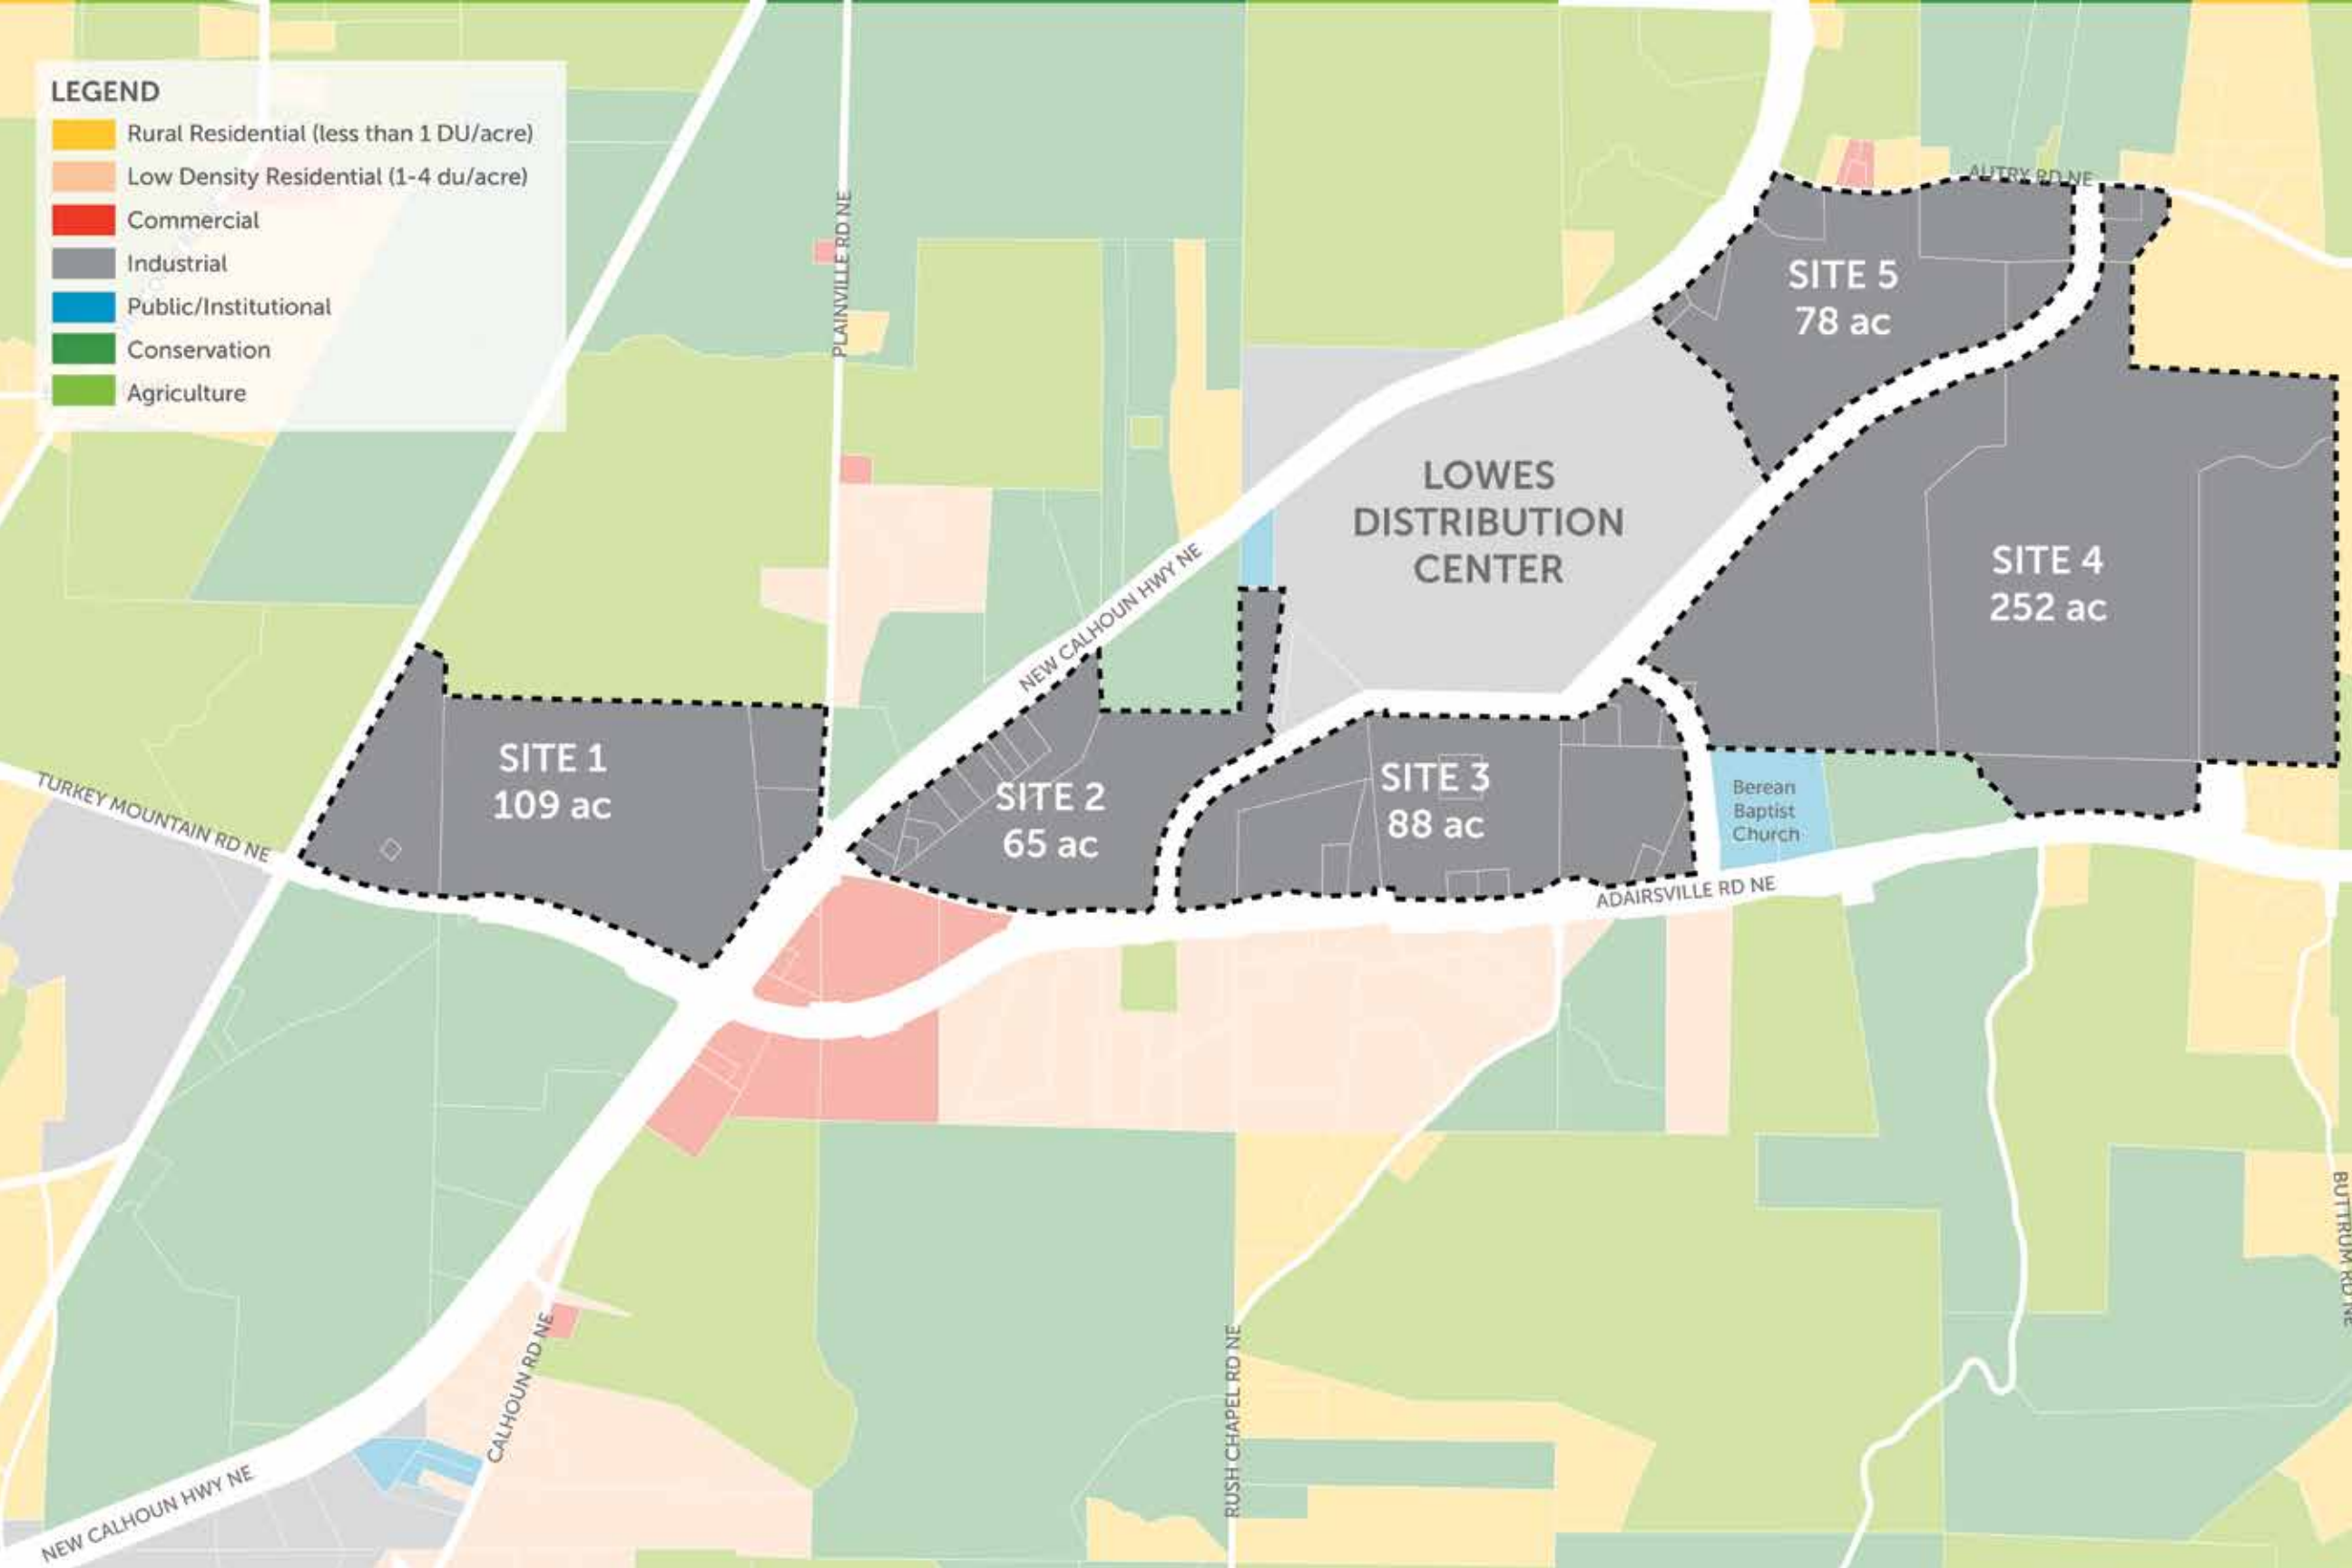 LEGEND
Rural Residential (less than 1 DU/acre)
Low Density Residential (1-4 du/acre)
Commercial
Industrial
Public/Institutional
Conservation
Agriculture
AUTRY RD NE
PLAINVILLE RD NE
SITE 5
78 ac
LOWES
DISTRIBUTION
CENTER
NEW CALHOUN HWY NE
SITE 4
252 ac
SITE 1
109 ac
SITE 2
65 ac
SITE 3
88 ac
TURKEY MOUNTAIN RD NE
Berean
Baptist
Church
ADAIRSVILLE RD NE
BUTTRUM RD NE
CALHOUN RD NE
RUSH CHAPEL RD NE
NEW CALHOUN HWY NE